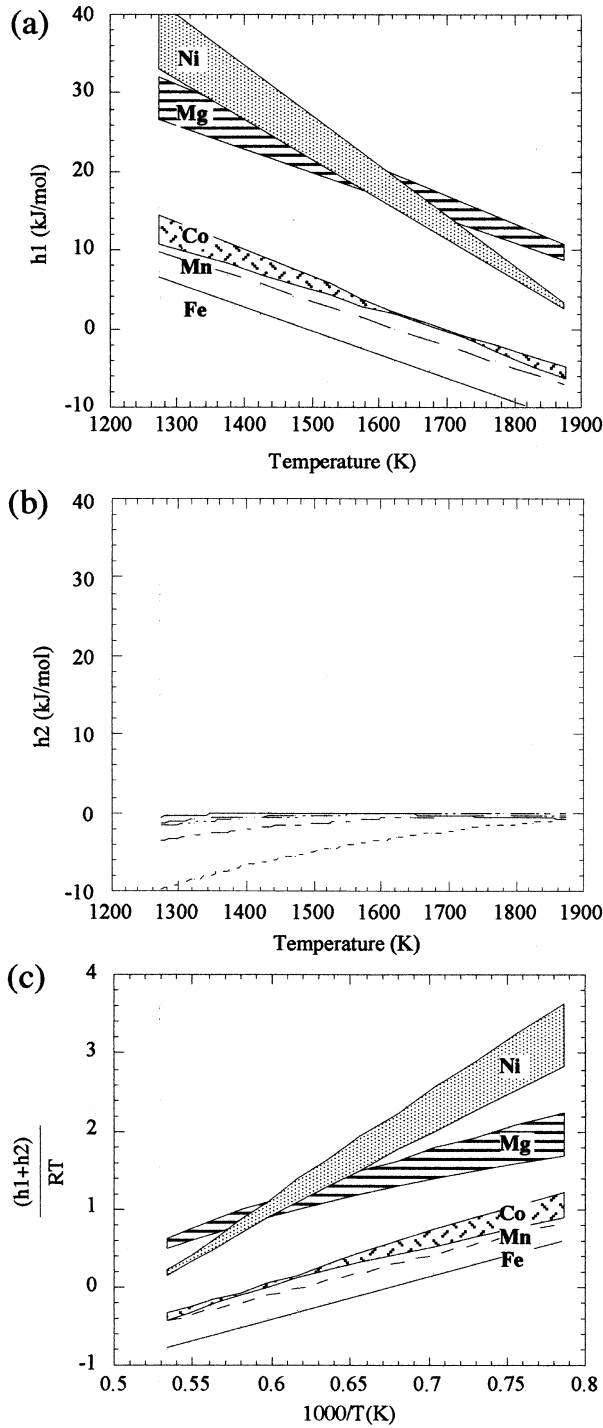 (a)
40
30
20
10
0
-10
h1 (kJ/mol)
Ni
Mg
Co
Mn
Fe
1200 1300 1400 1500 1600 1700 1800 1900
Temperature (K)
(b)
40
30
20
10
0
-10
h2 (kJ/mol)
1200 1300 1400 1500 1600 1700 1800 1900
Temperature (K)
(c)
4
3
2
1
0
-1
(h1+h2)
RT
Ni
Mg
Co
Mn
Fe
0.5 0.55 0.6 0.65 0.7 0.75 0.8
1000/T(K)